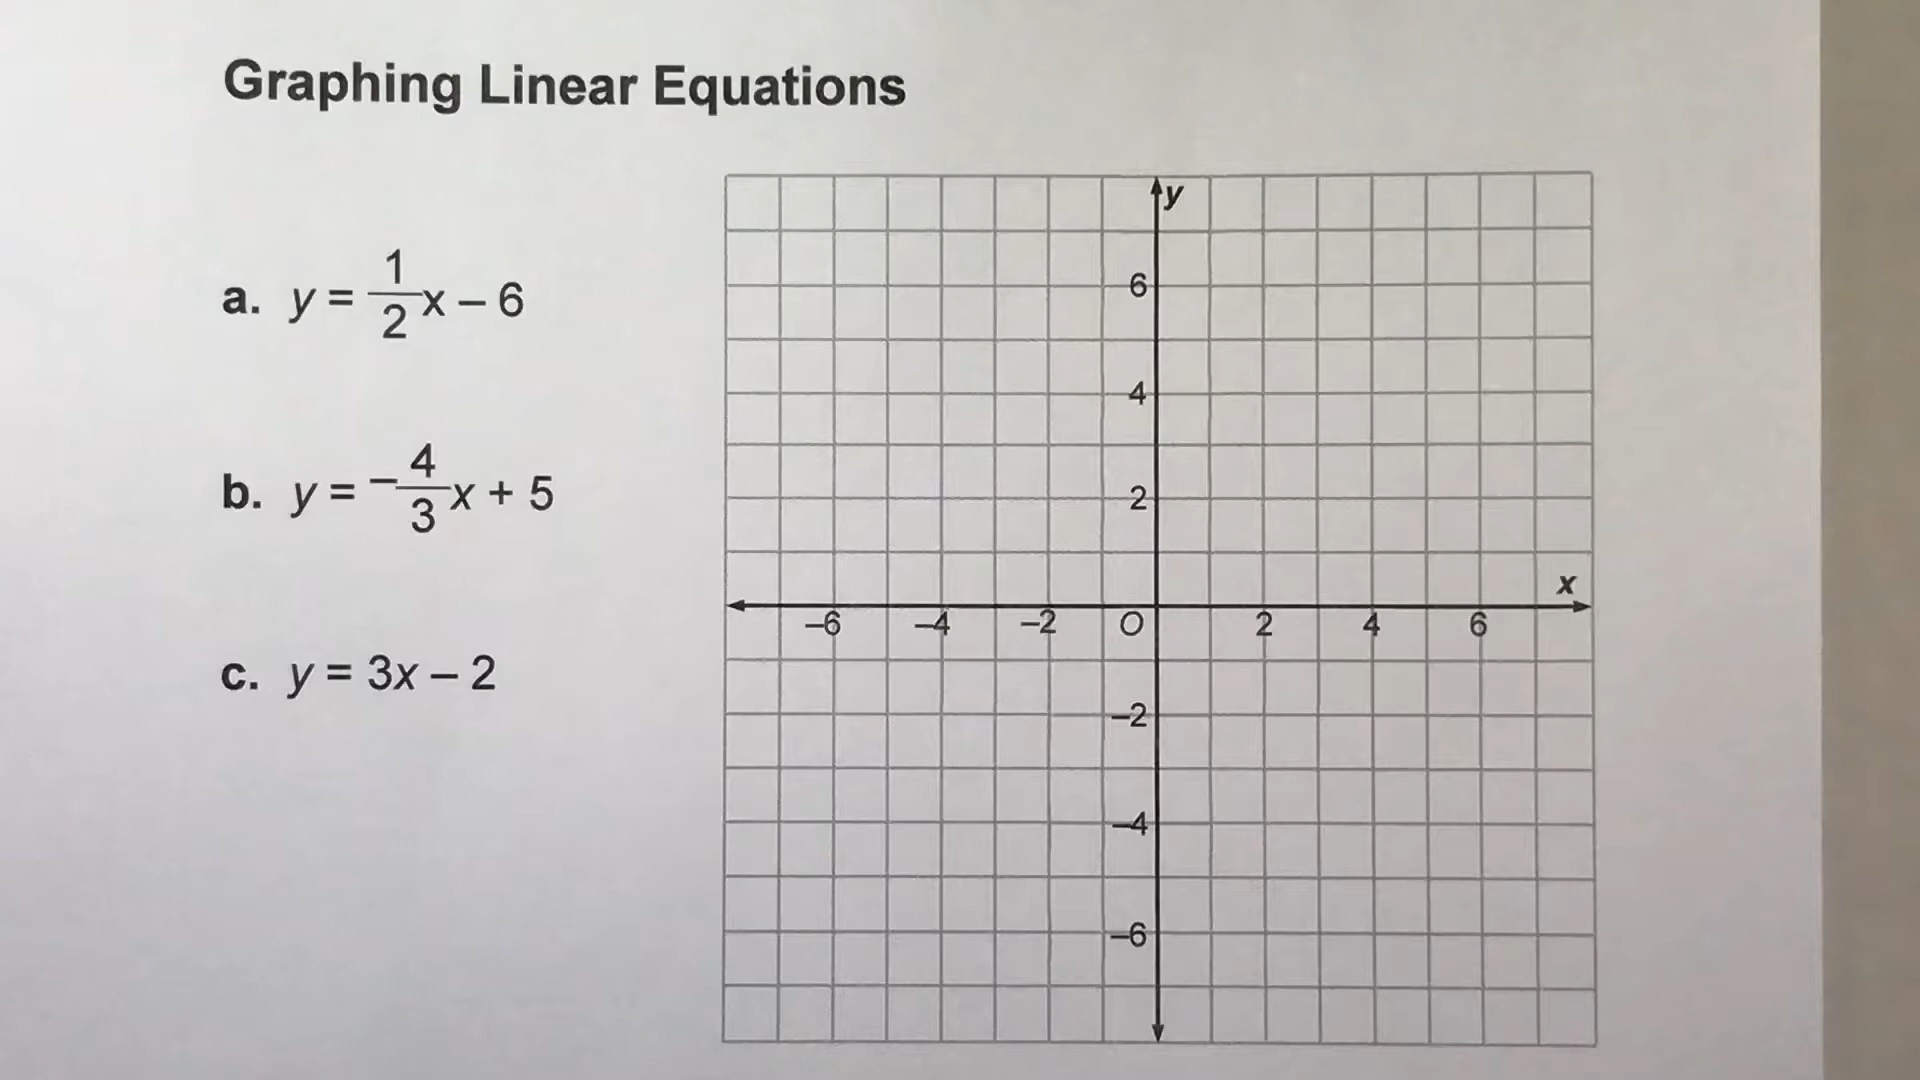 Graphing Linear Equations
a. y = 1/2 x – 6
b. y = –4/3 x + 5
c. y = 3x – 2
y
6
4
2
x
–6 –4 –2 O 2 4 6
–2
–4
–6